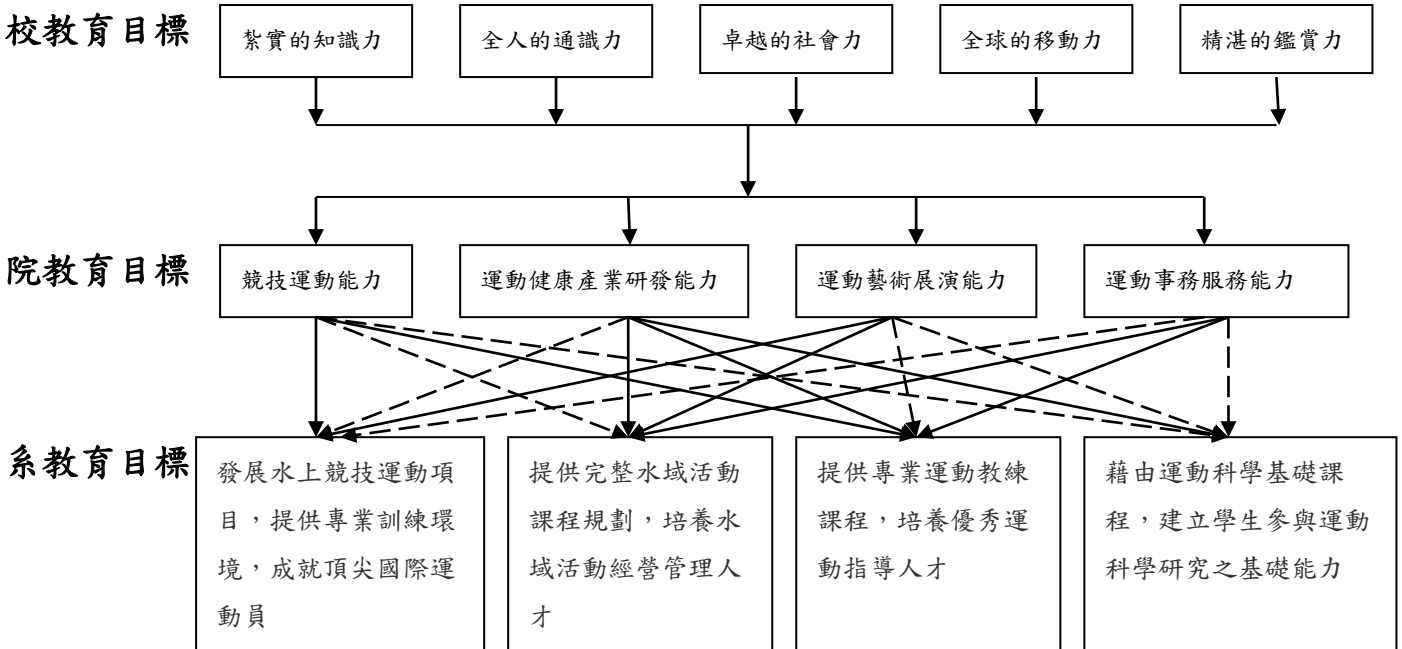 校教育目標
紮實的知識力
全人的通識力
卓越的社會力
全球的移動力
精湛的鑑賞力
院教育目標
競技運動能力
運動健康產業研發能力
運動藝術展演能力
運動事務服務能力
系教育目標
發展水上競技運動項
目，提供專業訓練環
境，成就頂尖國際運
動員
提供完整水域活動
課程規劃，培養水
域活動經營管理人
才
提供專業運動教練
課程，培養優秀運
動指導人才
藉由運動科學基礎課
程，建立學生參與運動
科學研究之基礎能力